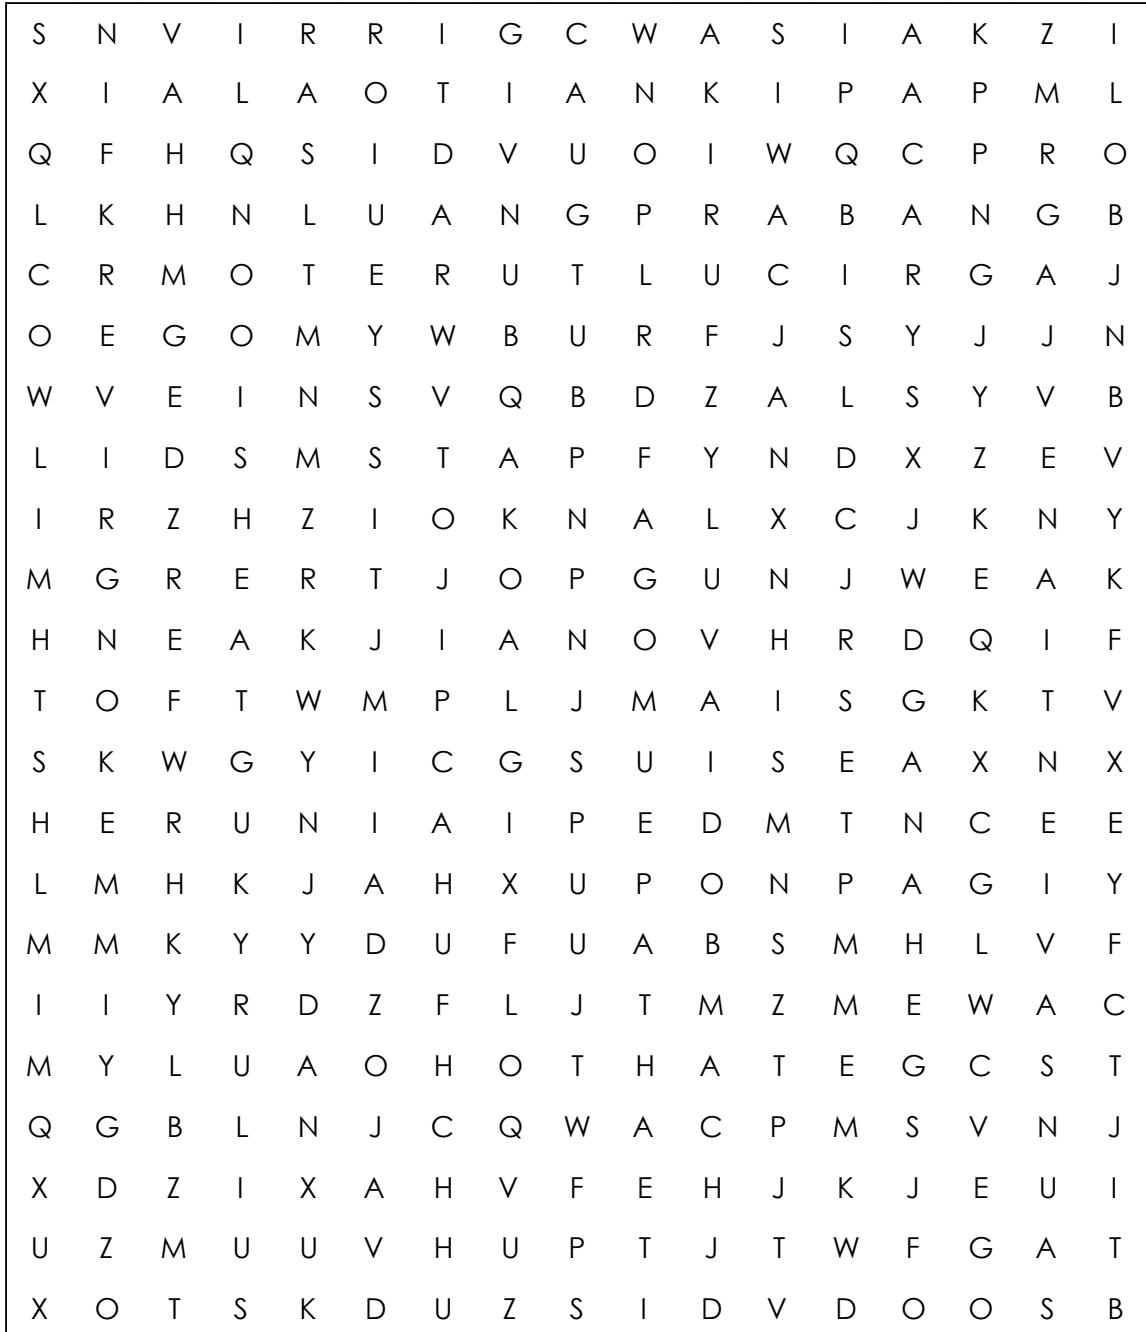 S N V I R R I G C W A S I A K Z I
X I A L A O T I A N K I P A P M L
Q F H Q S I D V U O I W Q C P R O
L K H N L U A N G P R A B A N G B
C R M O T E R U T L U C I R G A J
O E G O M Y W B U R F J S Y J J N
W V E I N S V Q B D Z A L S Y V B
L I D S M S T A P F Y N D X Z E V
I R Z H Z I O K N A L X C J K N Y
M G R E R T J O P G U N J W E A K
H N E A K J I A N O V H R D Q I F
T O F T W M P L J M A I S G K T V
S K W G Y I C G S U I S E A X N X
H E R U N I A I P E D M T N C E E
L M H K J A H X U P O N P A G I Y
M M K Y Y D U F U A B S M H L V F
I I Y R D Z F L J T M Z M E W A C
M Y L U A O H O T H A T E G C S T
Q G B L N J C Q W A C P M S V N J
X D Z I X A H V F E H J K J E U I
U Z M U U V H U P T J T W F G A T
X O T S K D U Z S I D V D O O S B